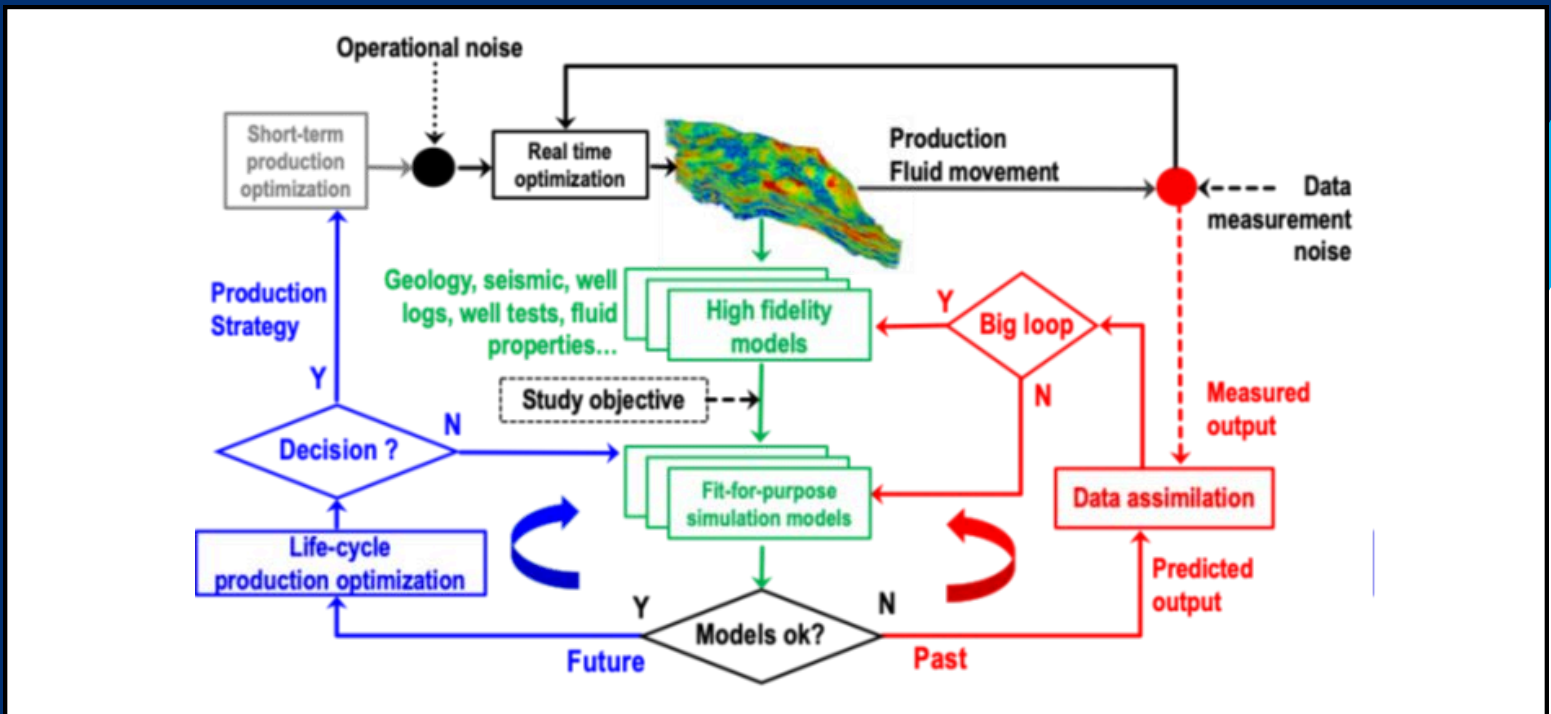 Operational noise
Short-term
production
optimization
Real time
optimization
Production
Fluid movement
Data
measurement
noise
Geology, seismic, well
logs, well tests, fluid
properties...
High fidelity
models
Y
Big loop
N
Production
Strategy
Y
Study objective
Measured
output
Decision ?
N
Fit-for-purpose
simulation models
Data assimilation
Life-cycle
production optimization
Predicted
output
Y
Models ok?
N
Future
Past